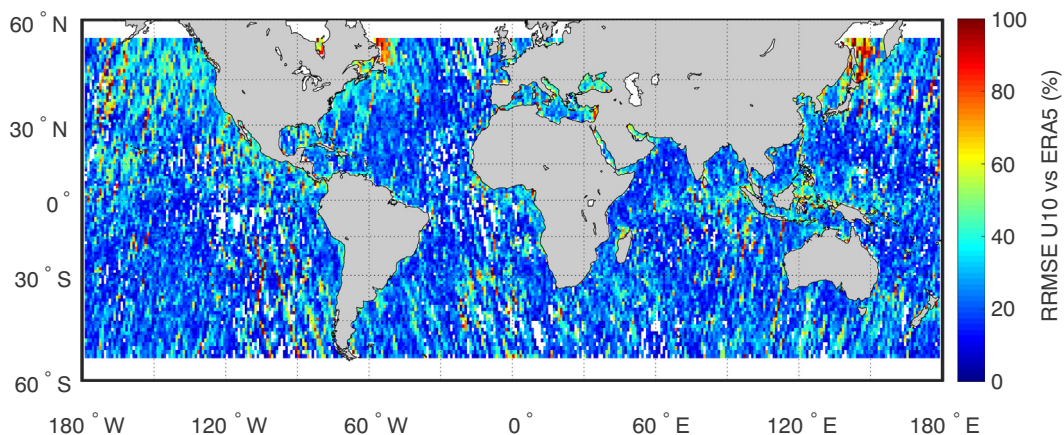 60 ° N
30 ° N
0 °
30 ° S
60 ° S
180 ° W
120 ° W
60 ° W
0 °
60 ° E
120 ° E
180 ° E
100
80
60
40
20
0
RRMSE U10 vs ERA5 (%)